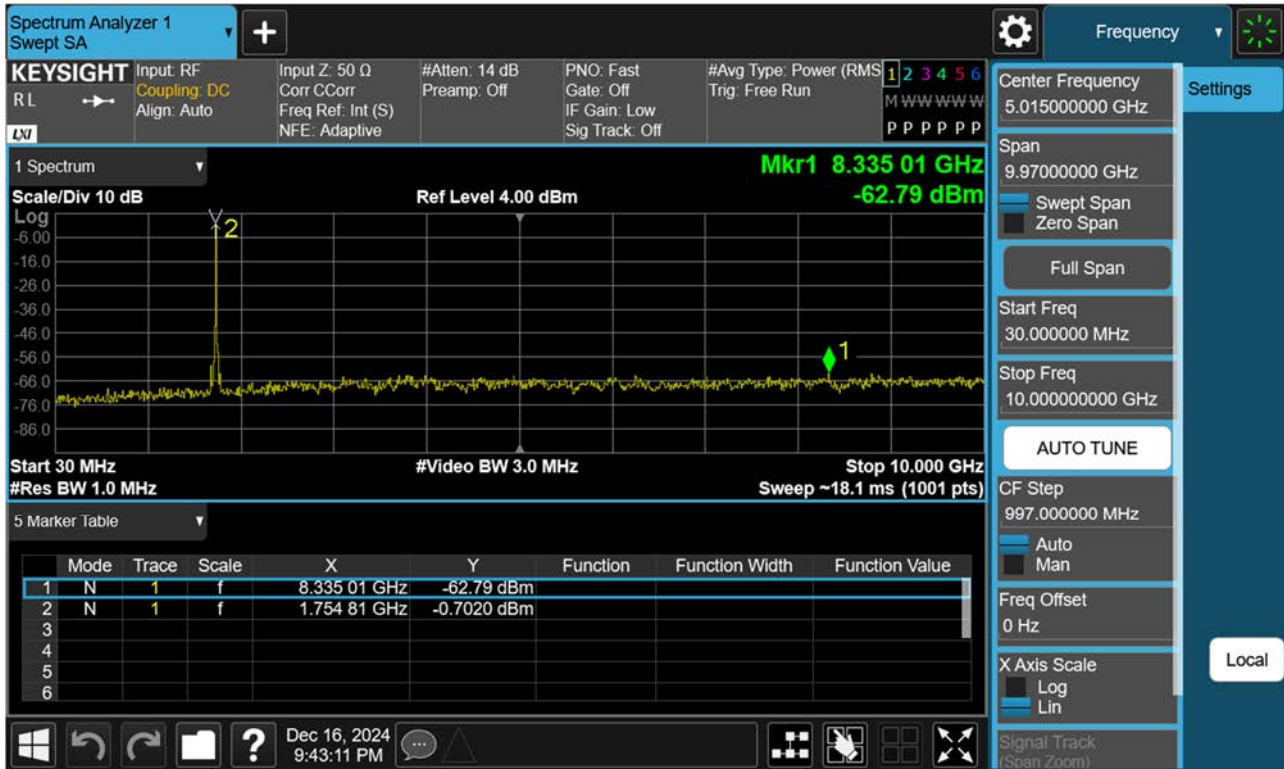 Spectrum Analyzer 1
Swept SA
+
Frequency
KEYSIGHT
RL
LXI
Input: RF
Coupling: DC
Align: Auto
Input Z: 50 Ω
Corr CCorr
Freq Ref: Int (S)
NFE: Adaptive
#Atten: 14 dB
Preamp: Off
PNO: Fast
Gate: Off
IF Gain: Low
Sig Track: Off
#Avg Type: Power (RMS
Trig: Free Run
1 2 3 4 5 6
M W W W W W
P P P P P P
1 Spectrum
Mkr1 8.335 01 GHz
-62.79 dBm
Scale/Div 10 dB
Ref Level 4.00 dBm
Log
-6.00
-16.0
-26.0
-36.0
-46.0
-56.0
-66.0
-76.0
-86.0
2
1
Start 30 MHz
#Video BW 3.0 MHz
Stop 10.000 GHz
#Res BW 1.0 MHz
Sweep ~18.1 ms (1001 pts)
5 Marker Table
Mode Trace Scale X Y Function Function Width Function Value
1 N 1 f 8.335 01 GHz -62.79 dBm
2 N 1 f 1.754 81 GHz -0.7020 dBm
3
4
5
6
Dec 16, 2024
9:43:11 PM
?
Center Frequency
5.015000000 GHz
Settings
Span
9.97000000 GHz
Swept Span
Zero Span
Full Span
Start Freq
30.000000 MHz
Stop Freq
10.000000000 GHz
AUTO TUNE
CF Step
997.000000 MHz
Auto
Man
Freq Offset
0 Hz
X Axis Scale
Log
Lin
Local
Signal Track
(Span Zoom)